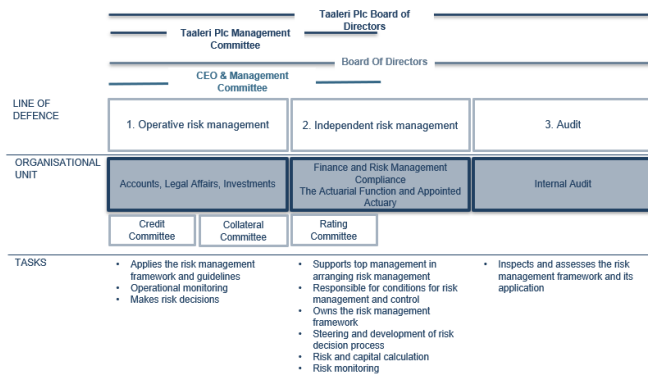 Taaleri Plc Board of
Directors
Taaleri Plc Management
Committee
Board Of Directors
CEO & Management
Committee
LINE OF
DEFENCE
1. Operative risk management
2. Independent risk management
3. Audit
ORGANISATIONAL
UNIT
Accounts, Legal Affairs, Investments
Finance and Risk Management
Compliance
The Actuarial Function and Appointed
Actuary
Internal Audit
Credit
Committee
Collateral
Committee
Rating
Committee
TASKS
• Applies the risk management
framework and guidelines
• Operational monitoring
• Makes risk decisions
• Supports top management in
arranging risk management
• Responsible for conditions for risk
management and control
• Owns the risk management
framework
• Steering and development of risk
decision process
• Risk and capital calculation
• Risk monitoring
• Inspects and assesses the risk
management framework and its
application